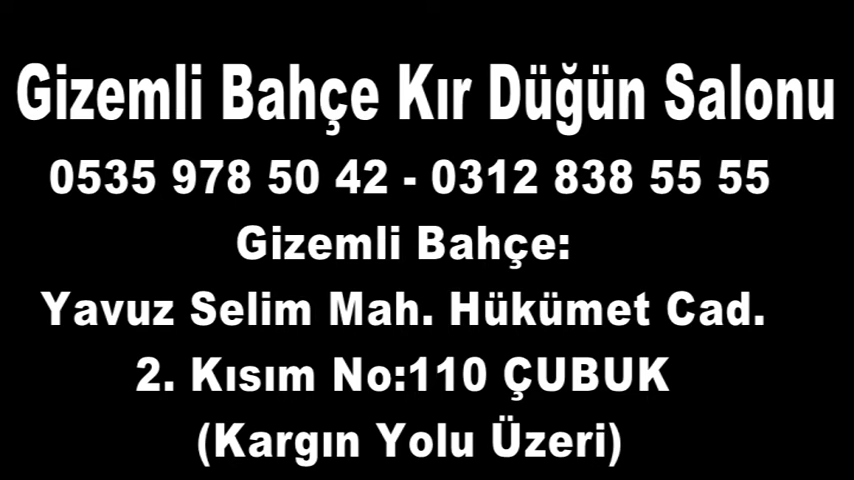 Gizemli Bahçe Kır Düğün Salonu
0535 978 50 42 - 0312 838 55 55
Gizemli Bahçe:
Yavuz Selim Mah. Hükümet Cad.
2. Kısım No:110 ÇUBUK
(Kargın Yolu Üzeri)